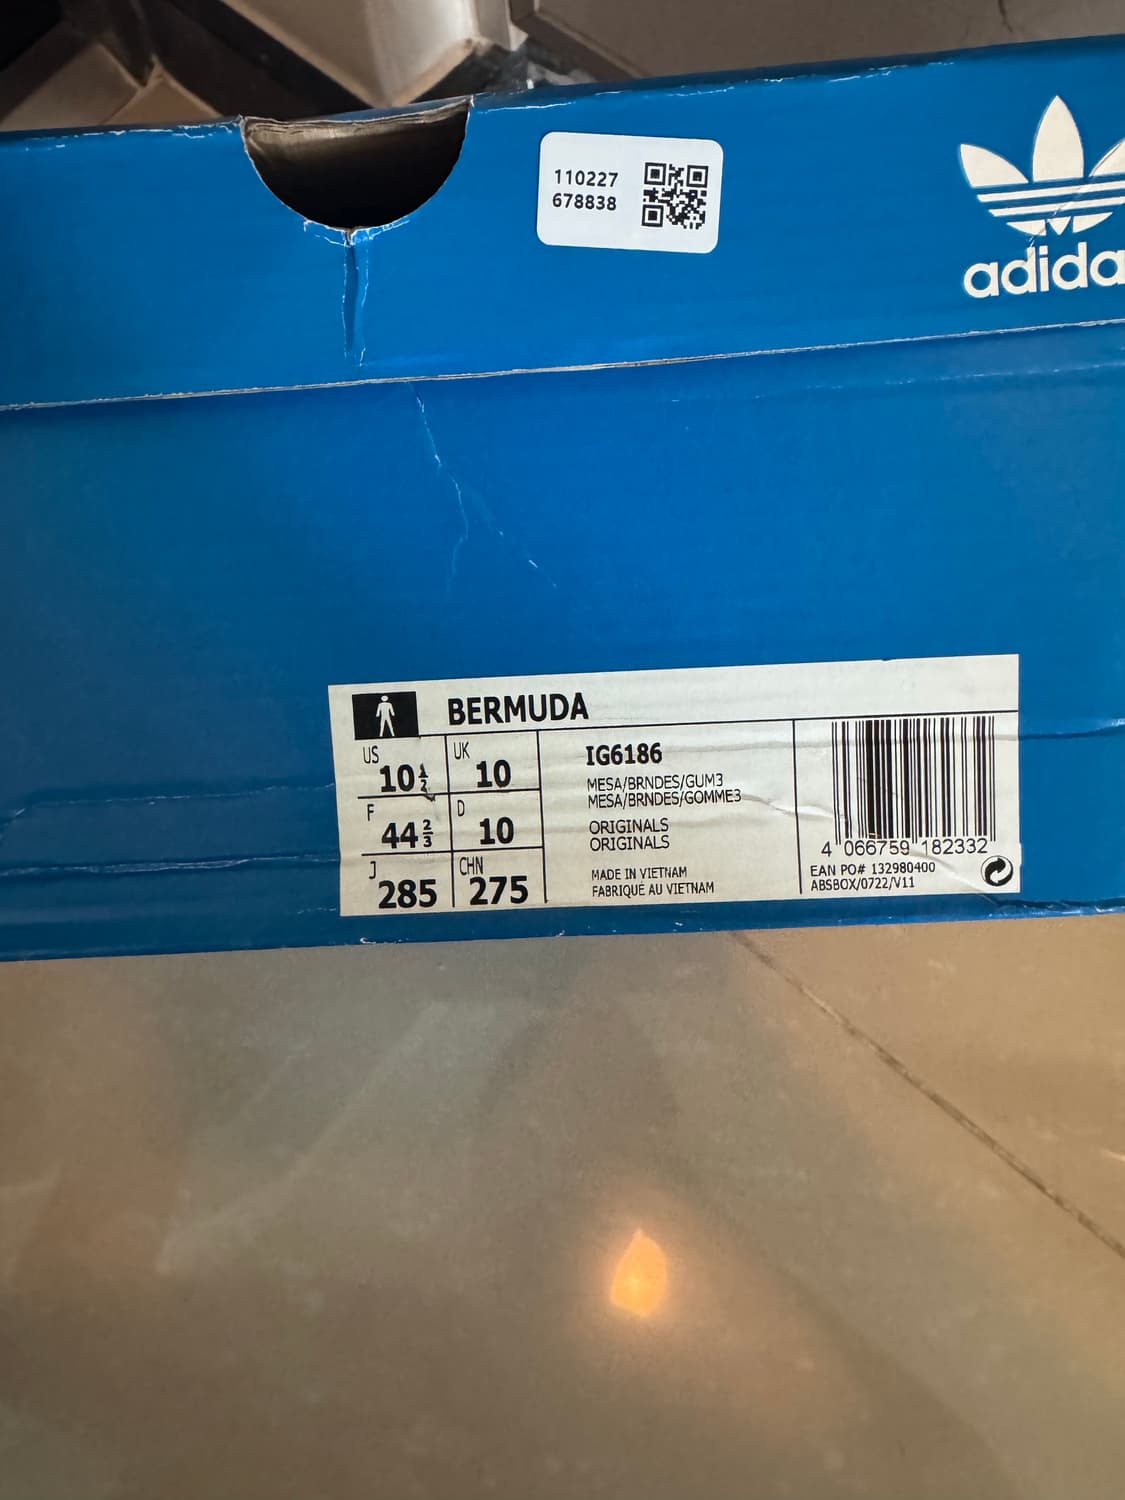 110227
678838
adida
BERMUDA
US 10½ UK 10
F 44⅔ D 10
J 285 CHN 275
IG6186
MESA/BRNDES/GUM3
MESA/BRNDES/GOMME3
ORIGINALS
ORIGINALS
MADE IN VIETNAM
FABRIQUÉ AU VIETNAM
4 066759 182332
EAN PO# 132980400
ABSBOX/0722/V11